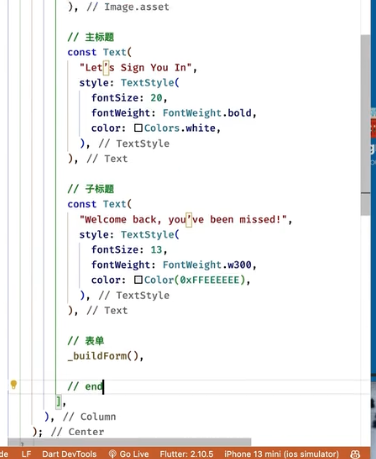 ), // Image.asset
// 主标题
const Text(
"Let’s Sign You In",
style: TextStyle(
fontSize: 20,
fontWeight: FontWeight.bold,
color: Colors.white,
), // TextStyle
), // Text
// 子标题
const Text(
"Welcome back, you’ve been missed!",
style: TextStyle(
fontSize: 13,
fontWeight: FontWeight.w300,
color: Color(0xFFEEEEEE),
), // TextStyle
), // Text
// 表单
_buildForm(),
// end
],
), // Column
); // Center
LF Dart DevTools Go Live Flutter: 2.10.5 iPhone 13 mini (ios simulator)